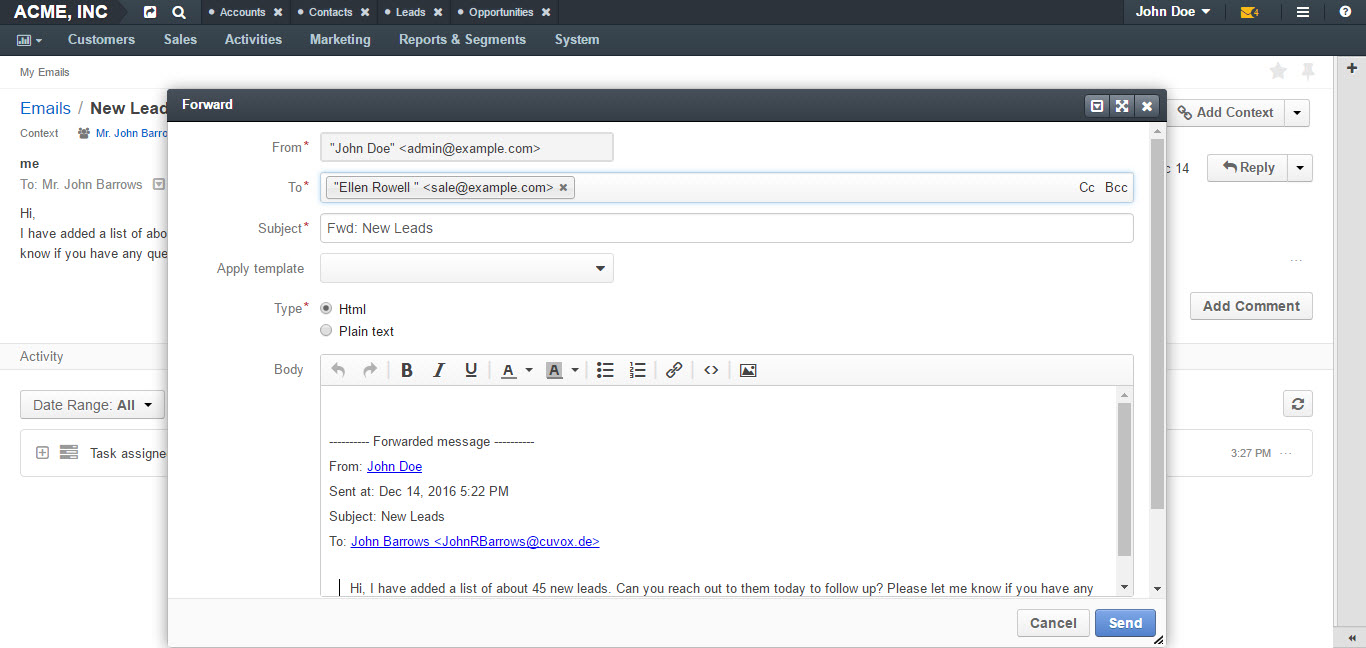 ACME, INC
Accounts Contacts Leads Opportunities
John Doe 4
Customers Sales Activities Marketing Reports & Segments System
My Emails
Emails / New Lead
Add Context
Context Mr. John Barro
me
14
To: Mr. John Barrows
Reply
Hi,
I have added a list of abo
know if you have any que
Add Comment
Activity
Date Range: All
Task assigne
3:27 PM
Forward
From* "John Doe" <admin@example.com>
To* "Ellen Rowell " <sale@example.com> Cc Bcc
Subject* Fwd: New Leads
Apply template
Type* Html
Plain text
Body B I U A A
---------- Forwarded message ----------
From: John Doe
Sent at: Dec 14, 2016 5:22 PM
Subject: New Leads
To: John Barrows <JohnRBarrows@cuvox.de>
Hi, I have added a list of about 45 new leads. Can you reach out to them today to follow up? Please let me know if you have any
Cancel Send